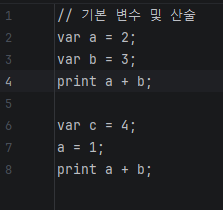 1 // 기본 변수 및 산술
2 var a = 2;
3 var b = 3;
4 print a + b;
5
6 var c = 4;
7 a = 1;
8 print a + b;